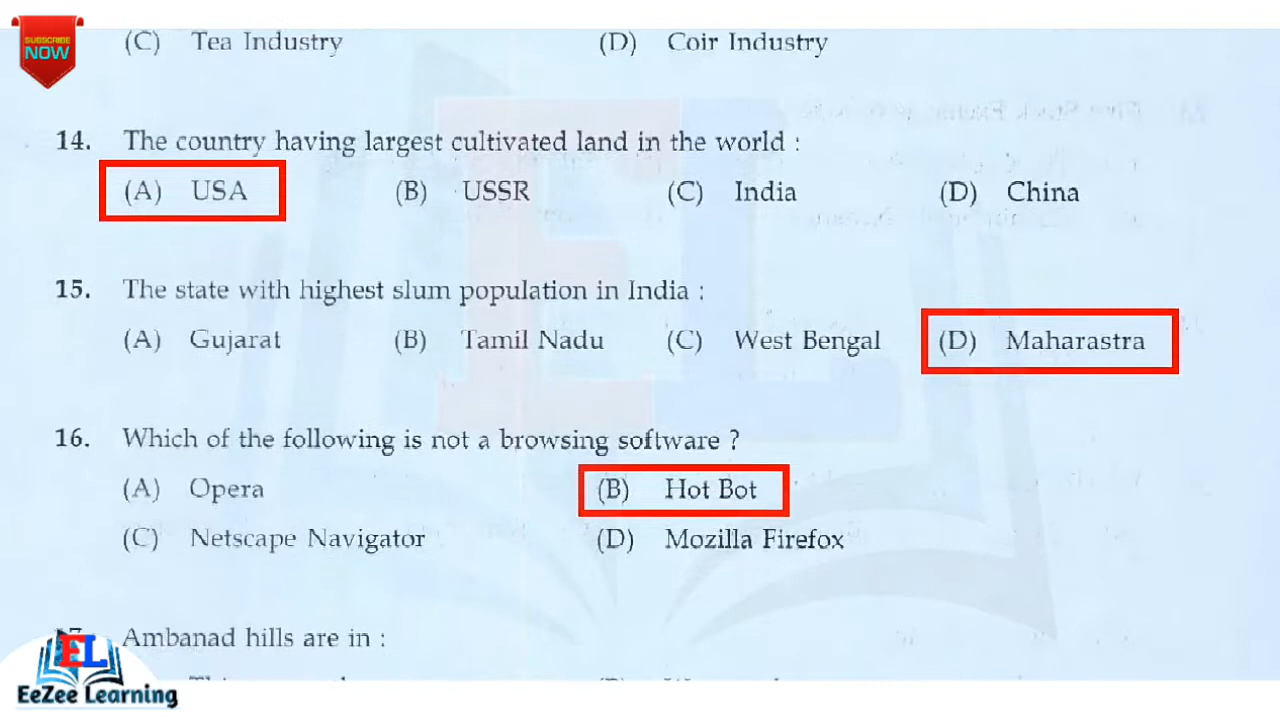 SUBSCRIBE
NOW
(C) Tea Industry (D) Coir Industry
14. The country having largest cultivated land in the world :
(A) USA (B) USSR (C) India (D) China
15. The state with highest slum population in India :
(A) Gujarat (B) Tamil Nadu (C) West Bengal (D) Maharastra
16. Which of the following is not a browsing software ?
(A) Opera (B) Hot Bot
(C) Netscape Navigator (D) Mozilla Firefox
Ambanad hills are in :
EL
EeZee Learning